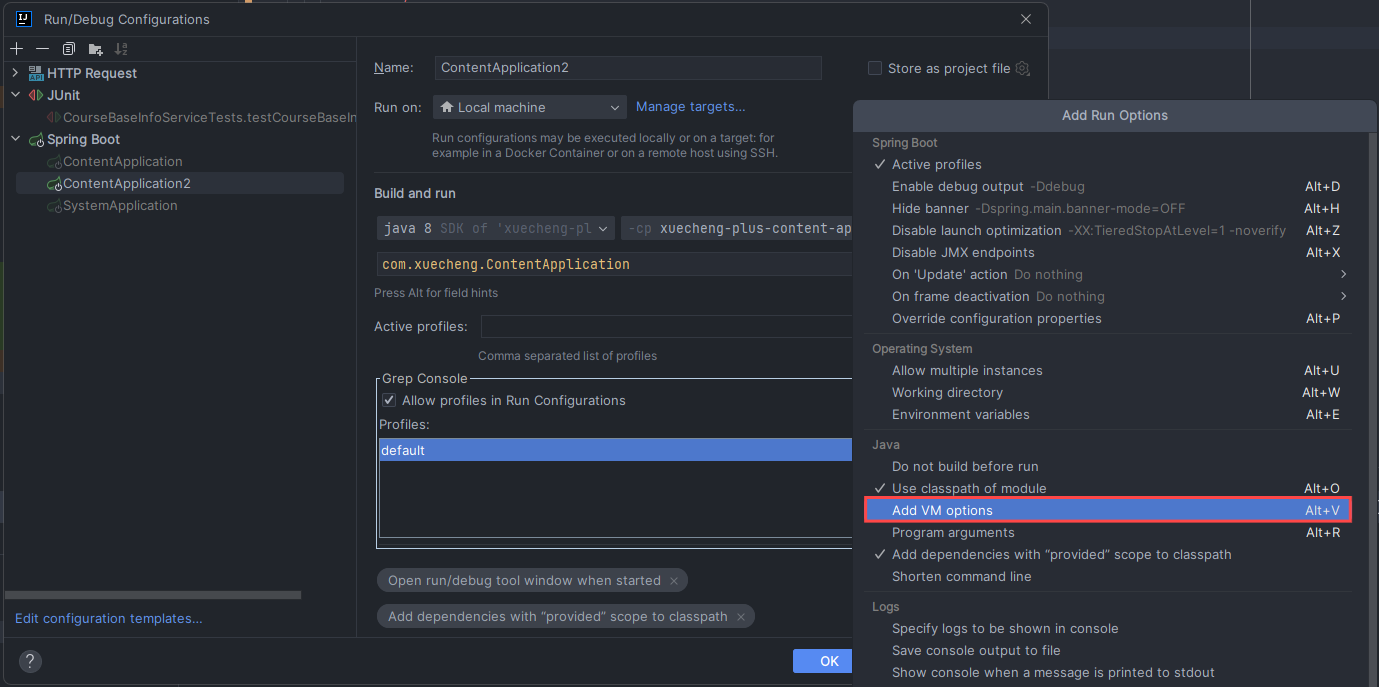 Run/Debug Configurations
HTTP Request
JUnit
CourseBaseInfoServiceTests.testCourseBaseIn
Spring Boot
ContentApplication
ContentApplication2
SystemApplication
Edit configuration templates...
?
Name: ContentApplication2
Store as project file
Run on: Local machine Manage targets...
Run configurations may be executed locally or on a target: for
example in a Docker Container or on a remote host using SSH.
Build and run
java 8 SDK of 'xuecheng-pl -cp xuecheng-plus-content-ap
com.xuecheng.ContentApplication
Press Alt for field hints
Active profiles:
Comma separated list of profiles
Grep Console
Allow profiles in Run Configurations
Profiles:
default
Open run/debug tool window when started ×
Add dependencies with “provided” scope to classpath ×
OK
Add Run Options
Spring Boot
Active profiles
Enable debug output -Ddebug Alt+D
Hide banner -Dspring.main.banner-mode=OFF Alt+H
Disable launch optimization -XX:TieredStopAtLevel=1 -noverify Alt+Z
Disable JMX endpoints Alt+X
On 'Update' action Do nothing
On frame deactivation Do nothing
Override configuration properties Alt+P
Operating System
Allow multiple instances Alt+U
Working directory Alt+W
Environment variables Alt+E
Java
Do not build before run
Use classpath of module Alt+O
Add VM options Alt+V
Program arguments Alt+R
Add dependencies with “provided” scope to classpath
Shorten command line
Logs
Specify logs to be shown in console
Save console output to file
Show console when a message is printed to stdout